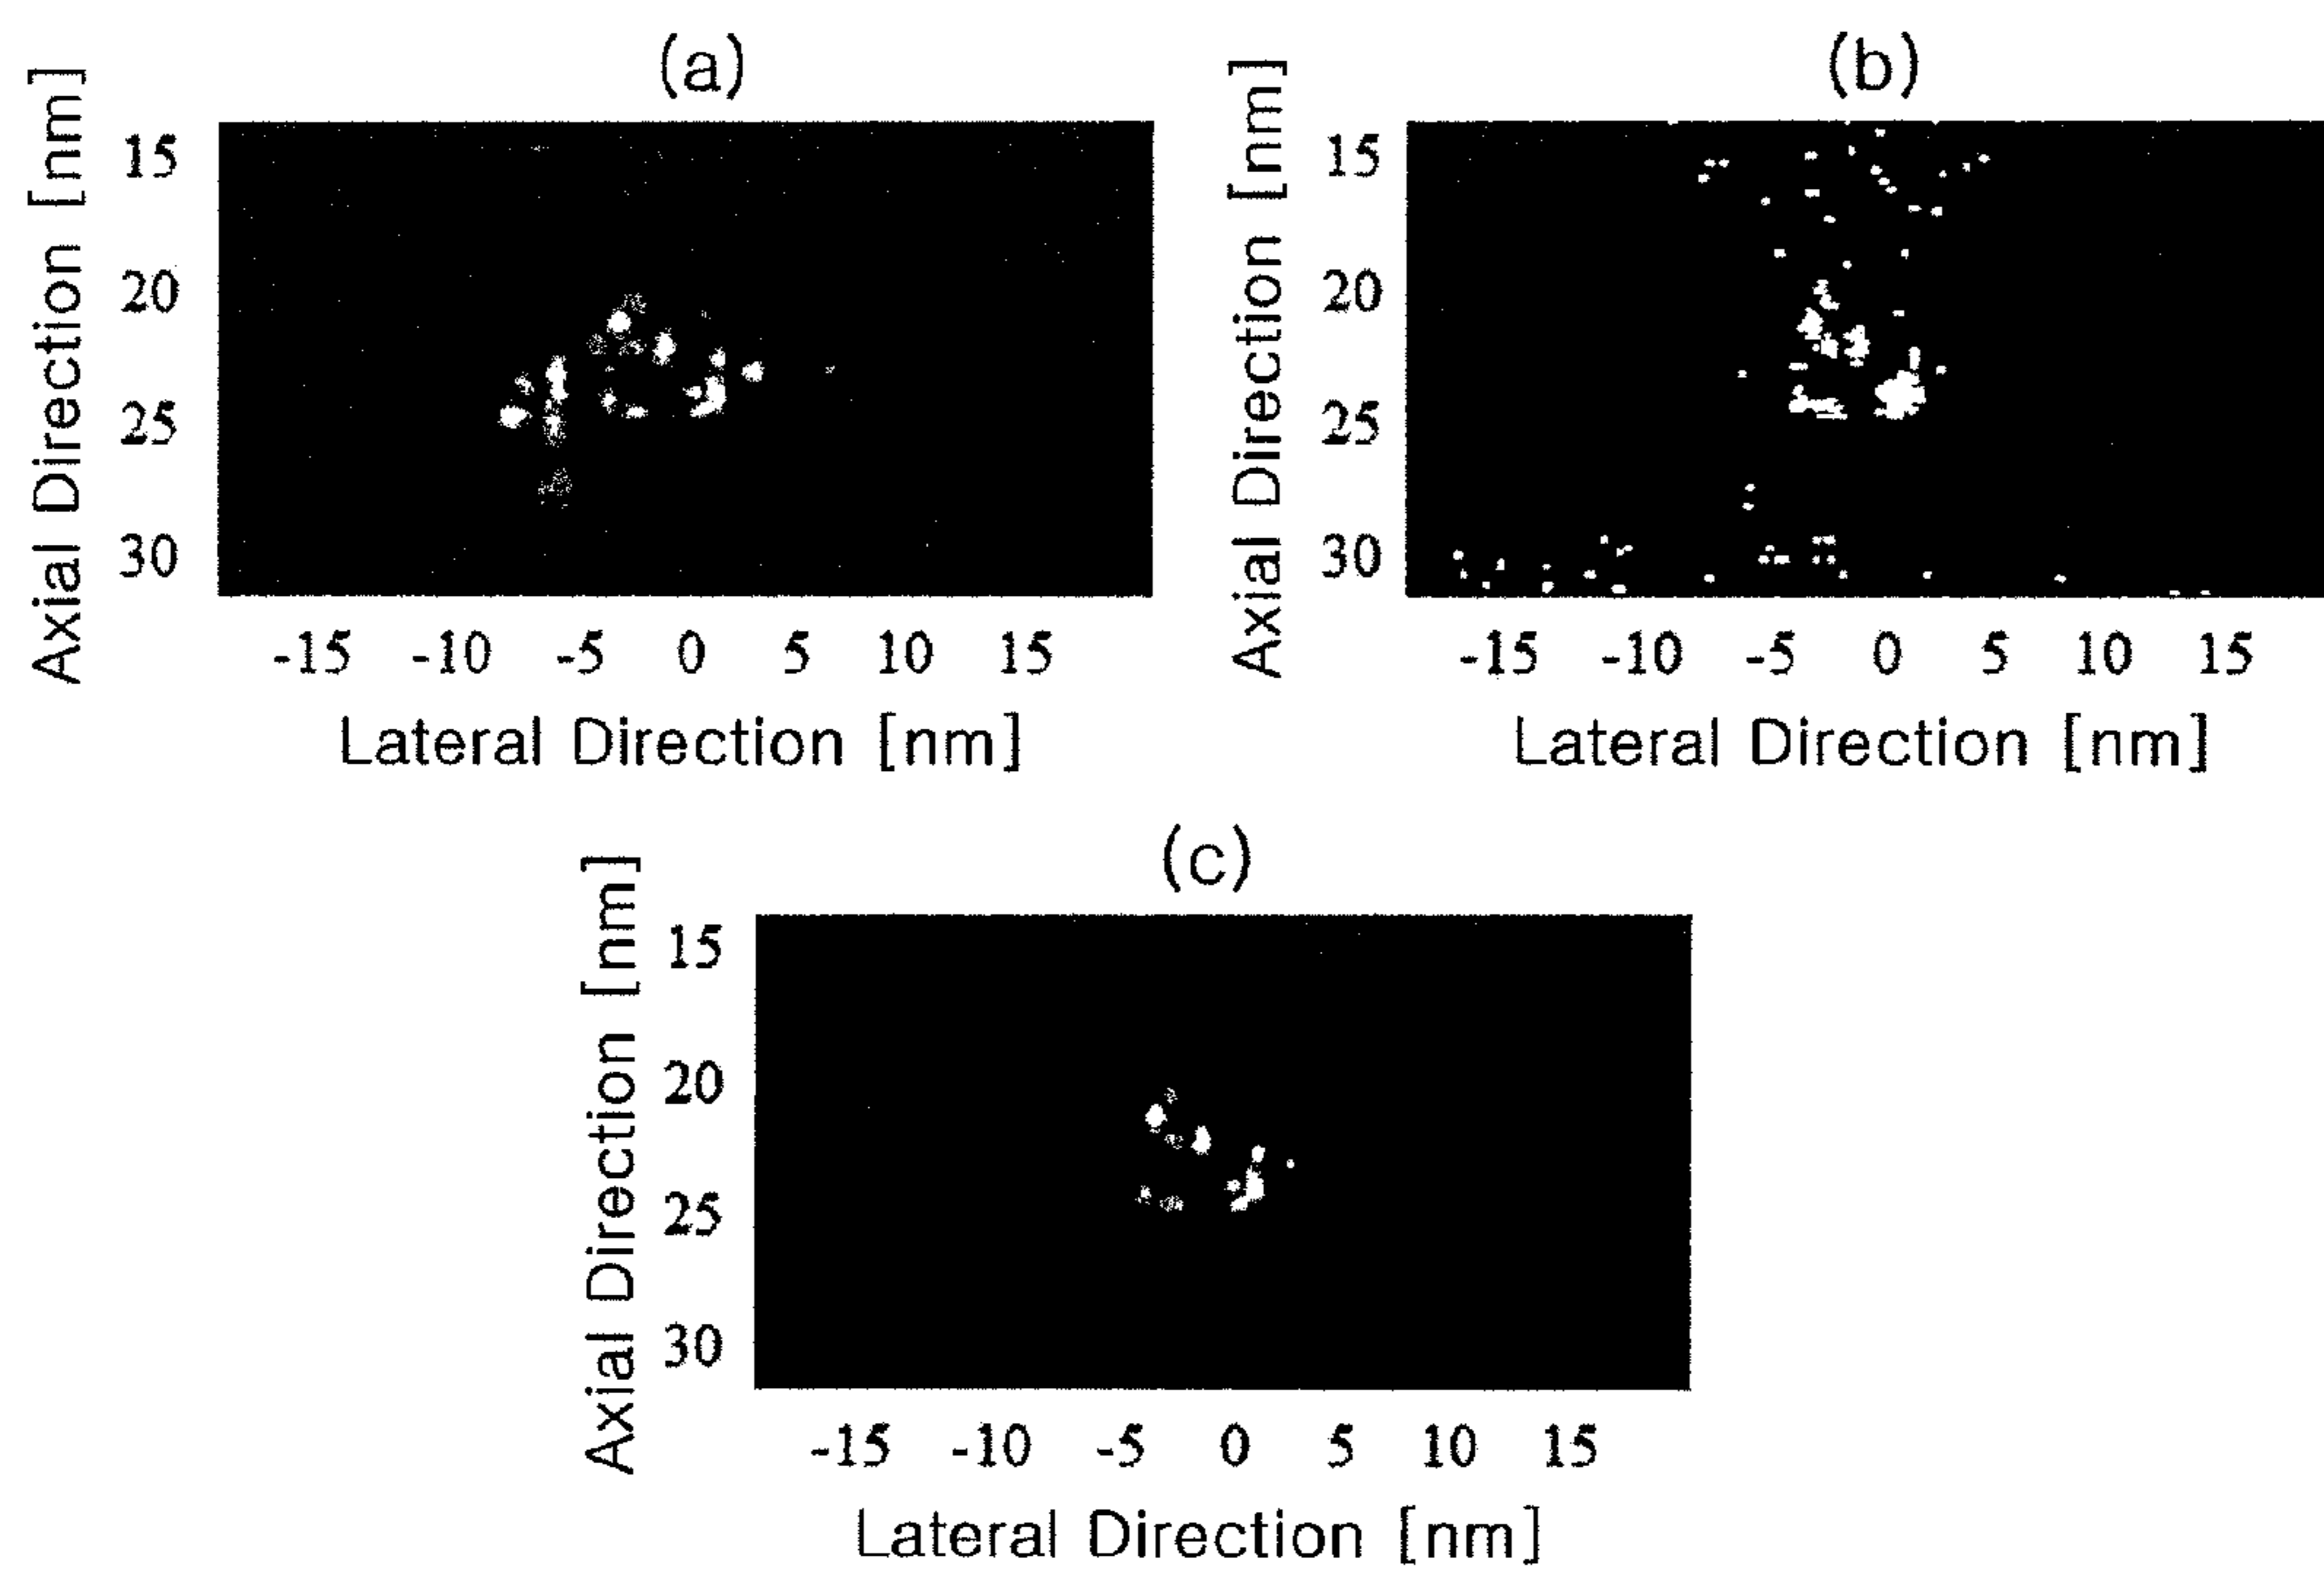 (a)
Axial Direction [nm]
15
20
25
30
-15 -10 -5 0 5 10 15
Lateral Direction [nm]
(b)
Axial Direction [nm]
15
20
25
30
-15 -10 -5 0 5 10 15
Lateral Direction [nm]
(c)
Axial Direction [nm]
15
20
25
30
-15 -10 -5 0 5 10 15
Lateral Direction [nm]